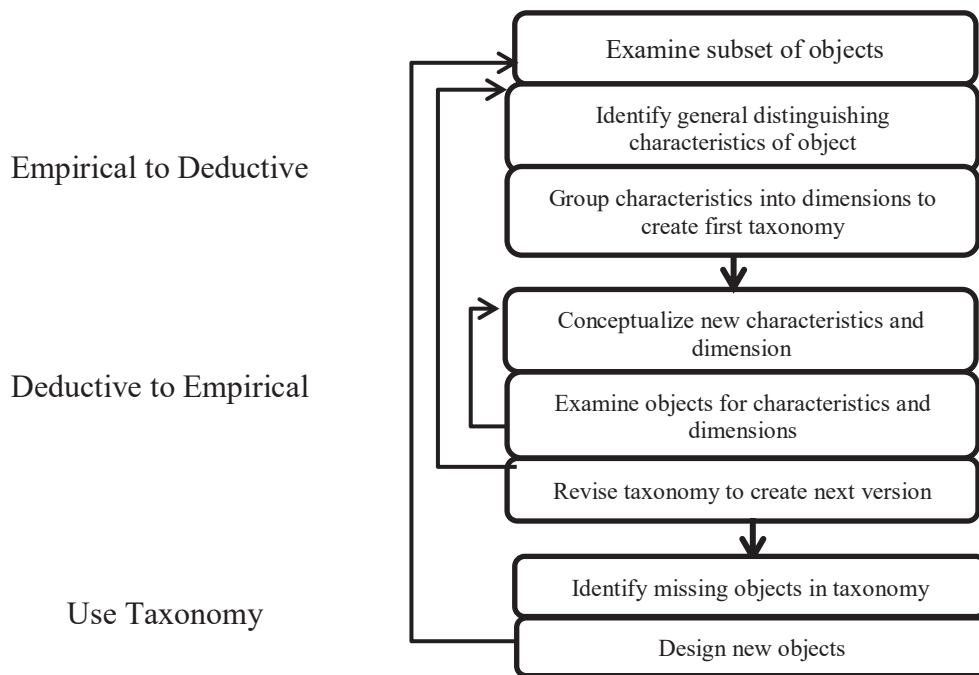 Examine subset of objects
Identify general distinguishing
characteristics of object
Empirical to Deductive
Group characteristics into dimensions to
create first taxonomy
Conceptualize new characteristics and
dimension
Deductive to Empirical
Examine objects for characteristics and
dimensions
Revise taxonomy to create next version
Identify missing objects in taxonomy
Use Taxonomy
Design new objects